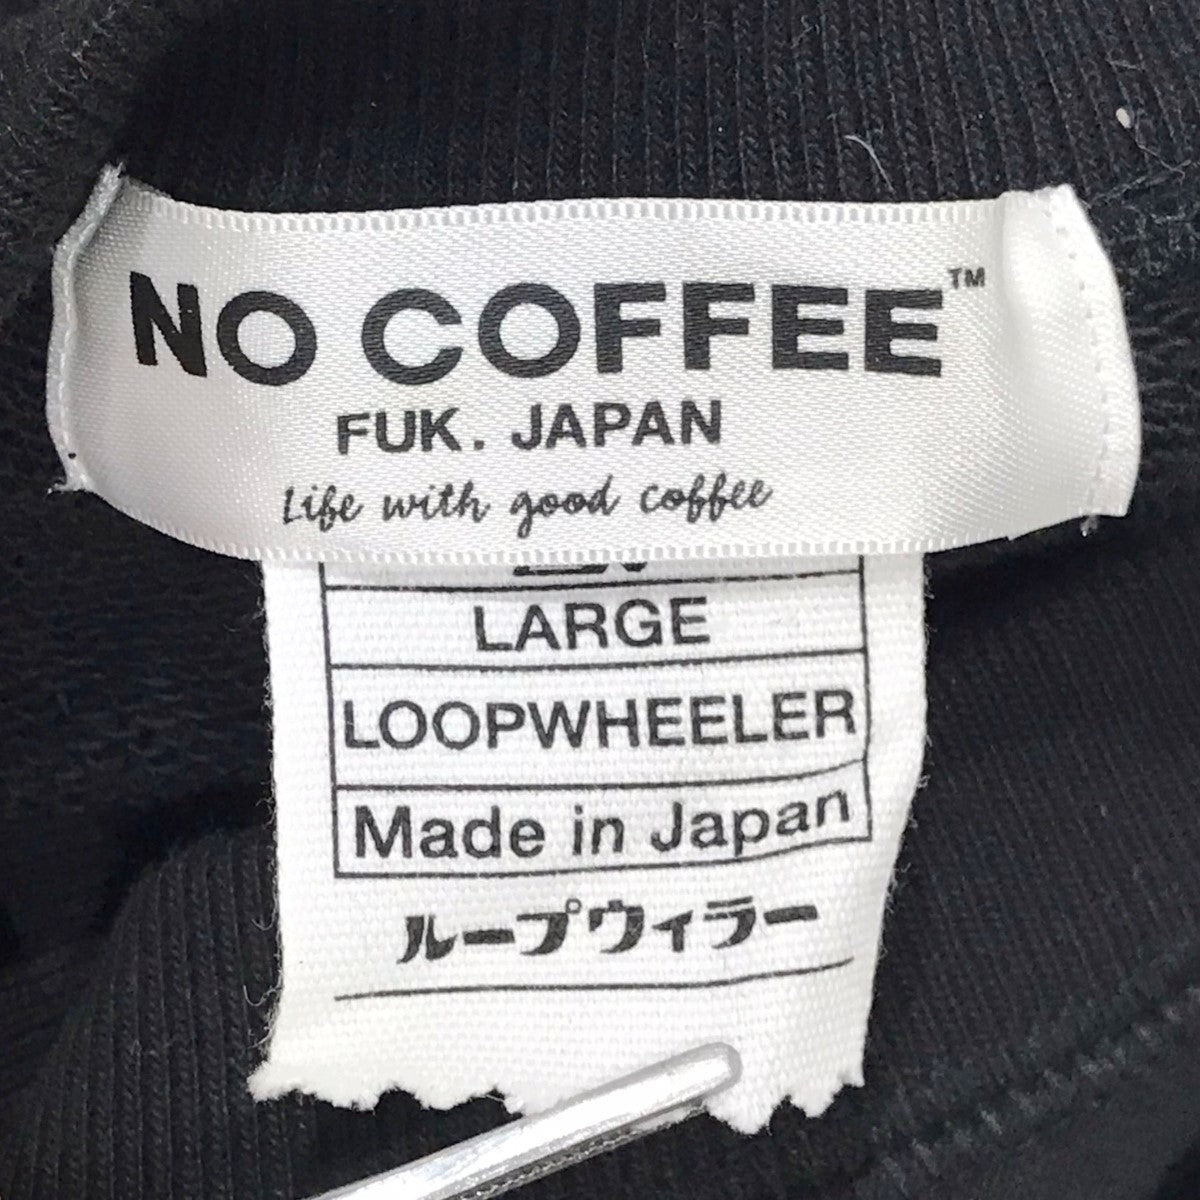 NO COFFEE™
FUK. JAPAN
Life with good coffee
LARGE
LOOPWHEELER
Made in Japan
ループウィラー